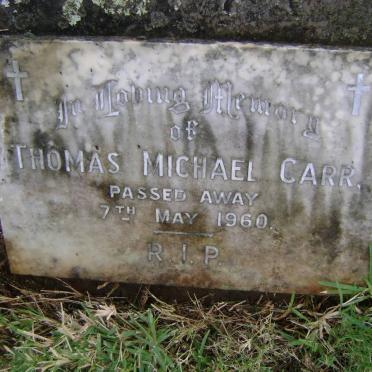 In Loving Memory
OF
THOMAS MICHAEL CARR.
PASSED AWAY
7TH MAY 1960.
R.I.P.